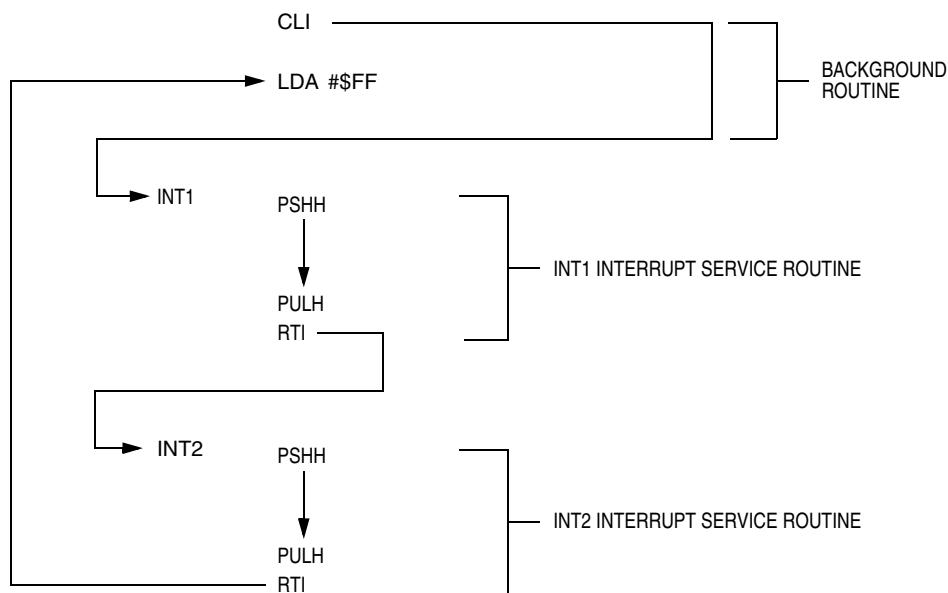 CLI
LDA #$FF
BACKGROUND
ROUTINE
INT1
PSHH
INT1 INTERRUPT SERVICE ROUTINE
PULH
RTI
INT2
PSHH
INT2 INTERRUPT SERVICE ROUTINE
PULH
RTI